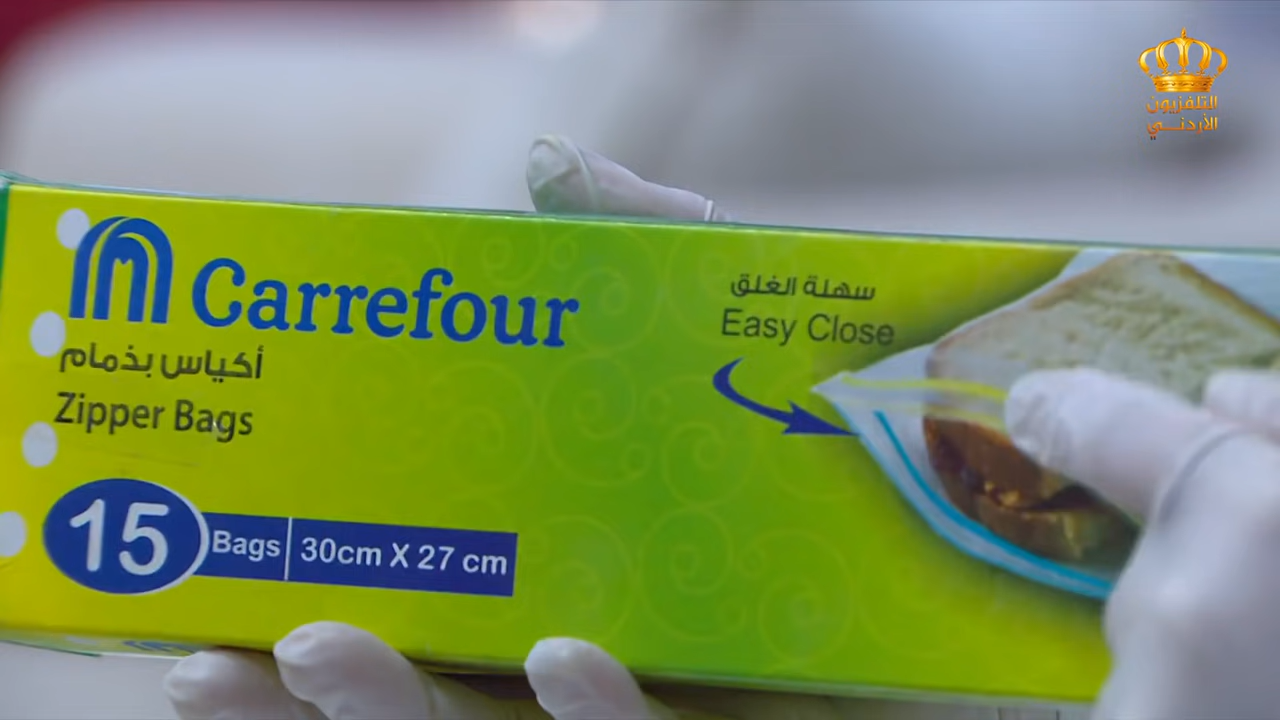 التلفزيون
الأردني
Carrefour
أكياس بذمام
Zipper Bags
15 Bags 30cm X 27 cm
سهلة الغلق
Easy Close